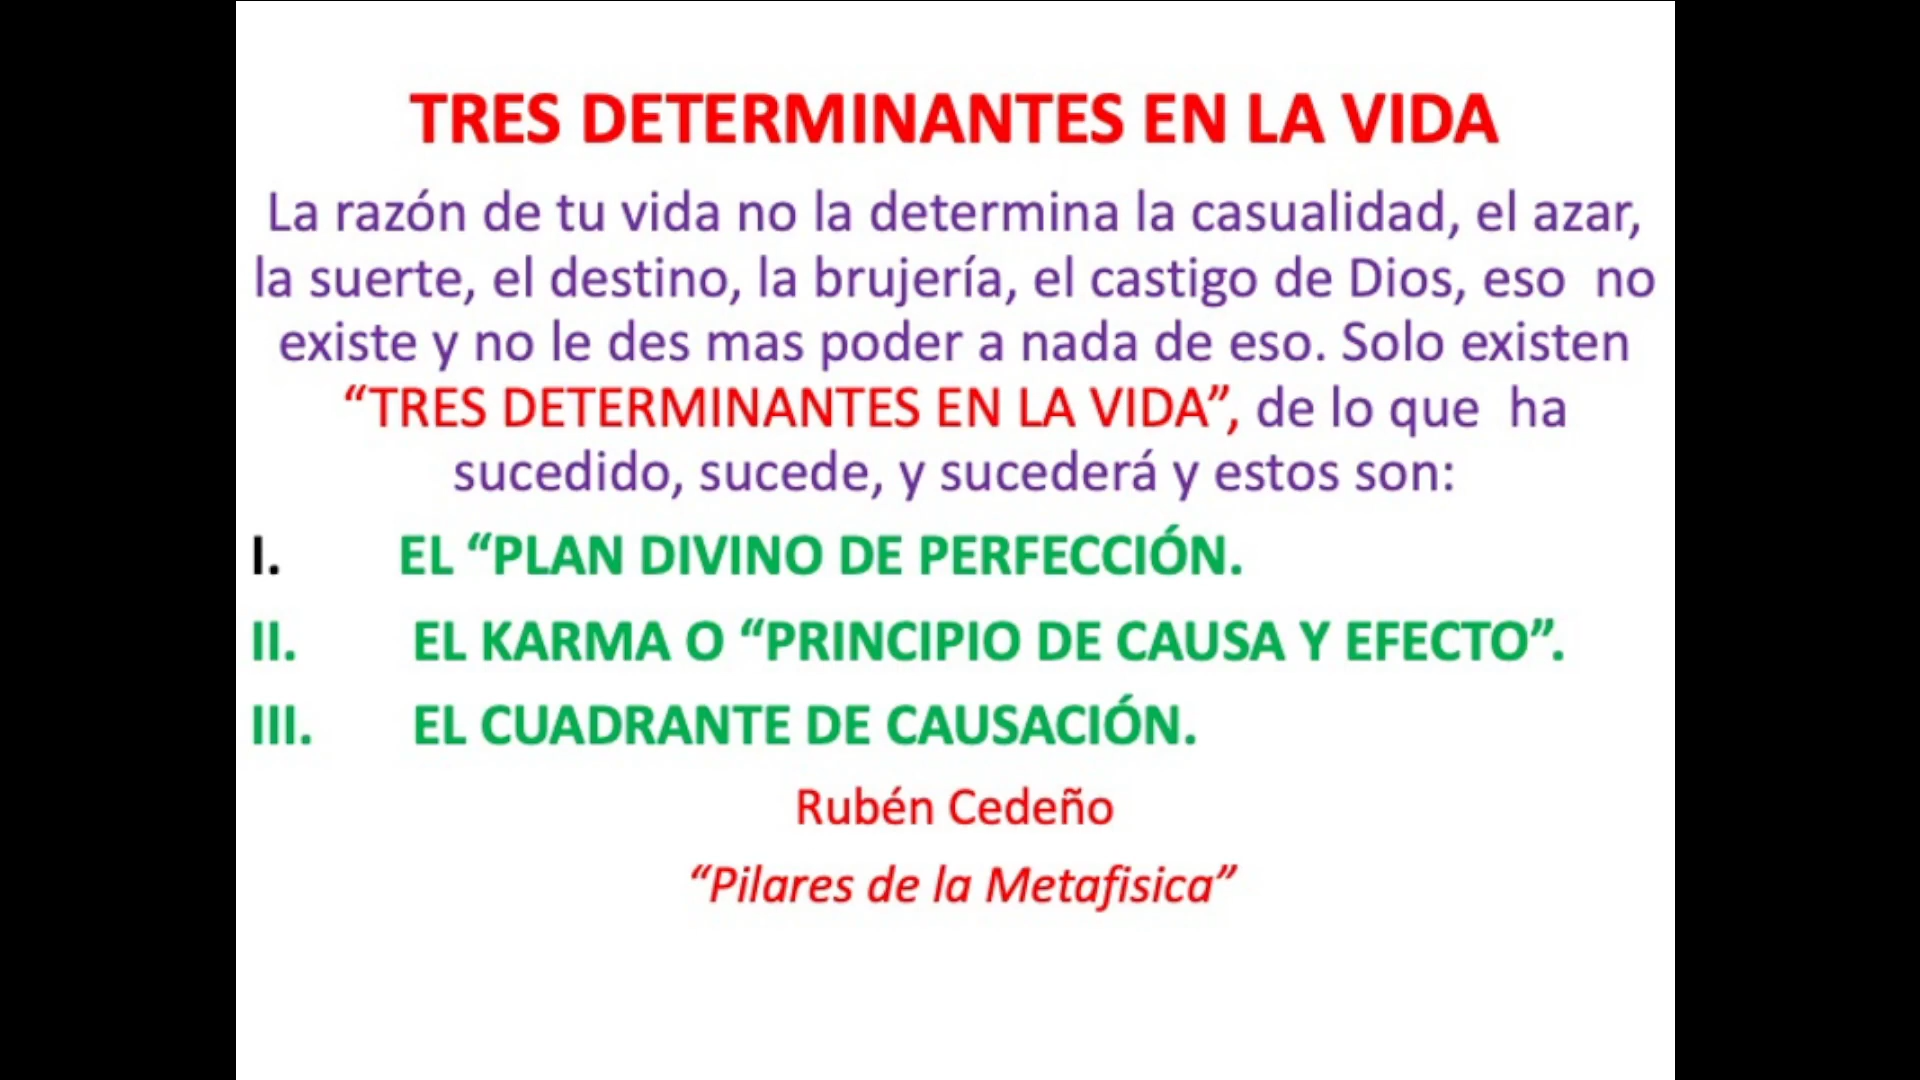 TRES DETERMINANTES EN LA VIDA
La razón de tu vida no la determina la casualidad, el azar,
la suerte, el destino, la brujería, el castigo de Dios, eso  no
existe y no le des mas poder a nada de eso. Solo existen
“TRES DETERMINANTES EN LA VIDA”, de lo que  ha
sucedido, sucede, y sucederá y estos son:
I. EL “PLAN DIVINO DE PERFECCIÓN.
II. EL KARMA O “PRINCIPIO DE CAUSA Y EFECTO”.
III. EL CUADRANTE DE CAUSACIÓN.
Rubén Cedeño
“Pilares de la Metafisica”